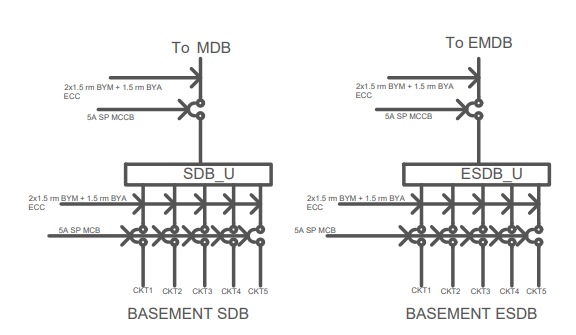 To MDB
To EMDB
2x1.5 rm BYM + 1.5 rm BYA
ECC
2x1.5 rm BYM + 1.5 rm BYA
ECC
5A SP MCCB
5A SP MCCB
SDB_U
ESDB_U
2x1.5 rm BYM + 1.5 rm BYA
ECC
2x1.5 rm BYM + 1.5 rm BYA
ECC
5A SP MCB
5A SP MCB
CKT1 CKT2 CKT3 CKT4 CKT5
CKT1 CKT2 CKT3 CKT4 CKT5
BASEMENT SDB
BASEMENT ESDB